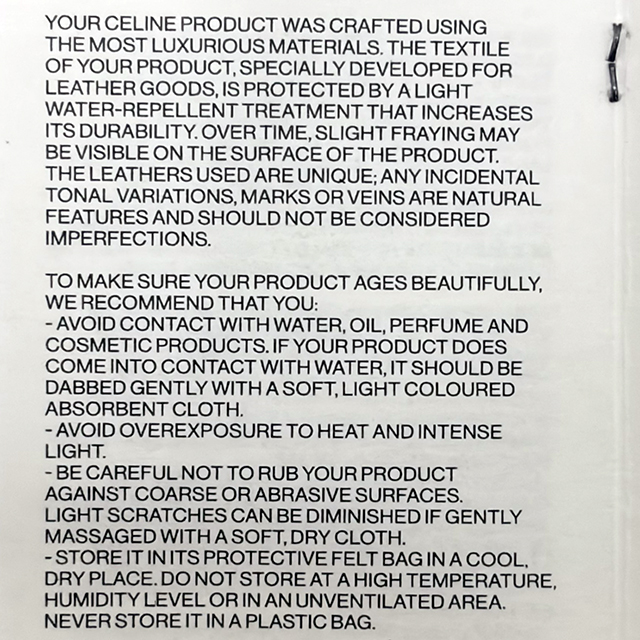 YOUR CELINE PRODUCT WAS CRAFTED USING
THE MOST LUXURIOUS MATERIALS. THE TEXTILE
OF YOUR PRODUCT, SPECIALLY DEVELOPED FOR
LEATHER GOODS, IS PROTECTED BY A LIGHT
WATER-REPELLENT TREATMENT THAT INCREASES
ITS DURABILITY. OVER TIME, SLIGHT FRAYING MAY
BE VISIBLE ON THE SURFACE OF THE PRODUCT.
THE LEATHERS USED ARE UNIQUE; ANY INCIDENTAL
TONAL VARIATIONS, MARKS OR VEINS ARE NATURAL
FEATURES AND SHOULD NOT BE CONSIDERED
IMPERFECTIONS.
TO MAKE SURE YOUR PRODUCT AGES BEAUTIFULLY,
WE RECOMMEND THAT YOU:
- AVOID CONTACT WITH WATER, OIL, PERFUME AND
COSMETIC PRODUCTS. IF YOUR PRODUCT DOES
COME INTO CONTACT WITH WATER, IT SHOULD BE
DABBED GENTLY WITH A SOFT, LIGHT COLOURED
ABSORBENT CLOTH.
- AVOID OVEREXPOSURE TO HEAT AND INTENSE
LIGHT.
- BE CAREFUL NOT TO RUB YOUR PRODUCT
AGAINST COARSE OR ABRASIVE SURFACES.
LIGHT SCRATCHES CAN BE DIMINISHED IF GENTLY
MASSAGED WITH A SOFT, DRY CLOTH.
- STORE IT IN ITS PROTECTIVE FELT BAG IN A COOL,
DRY PLACE. DO NOT STORE AT A HIGH TEMPERATURE,
HUMIDITY LEVEL OR IN AN UNVENTILATED AREA.
NEVER STORE IT IN A PLASTIC BAG.